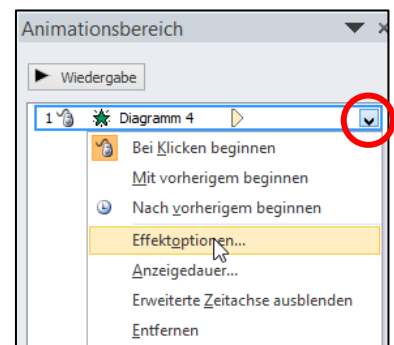 Animationsbereich
Wiedergabe
1 Diagramm 4
Bei Klicken beginnen
Mit vorherigem beginnen
Nach vorherigem beginnen
Effektoptionen...
Anzeigedauer...
Erweiterte Zeitachse ausblenden
Entfernen